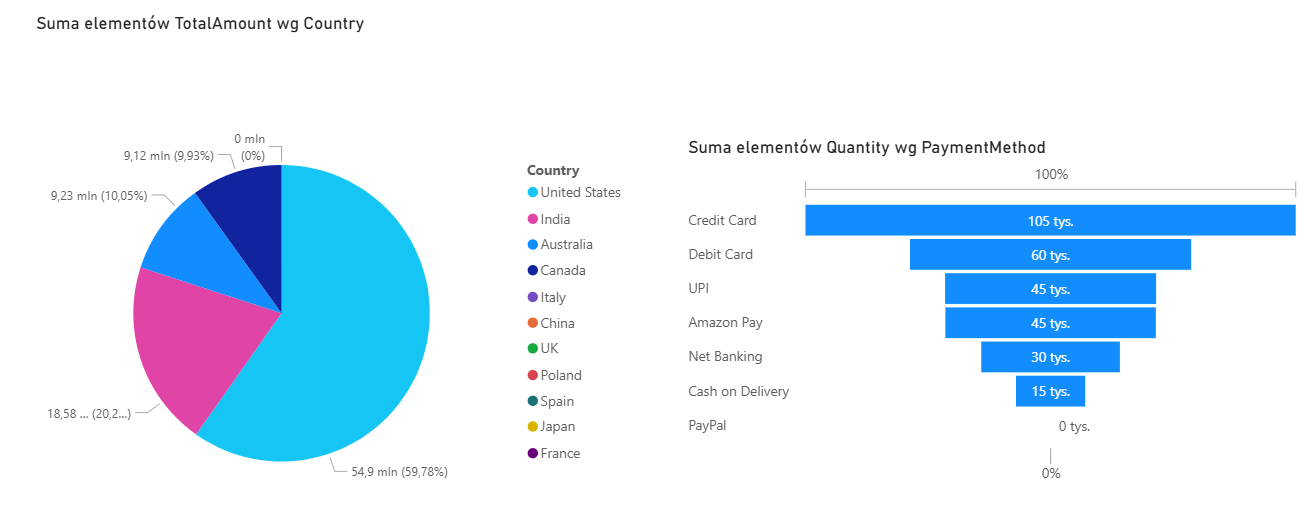 Suma elementów TotalAmount wg Country
0 mln
(0%)
9,12 mln (9,93%)
9,23 mln (10,05%)
18,58 ... (20,2...)
54,9 mln (59,78%)
Country
United States
India
Australia
Canada
Italy
China
UK
Poland
Spain
Japan
France
Suma elementów Quantity wg PaymentMethod
100%
Credit Card 105 tys.
Debit Card 60 tys.
UPI 45 tys.
Amazon Pay 45 tys.
Net Banking 30 tys.
Cash on Delivery 15 tys.
PayPal 0 tys.
0%